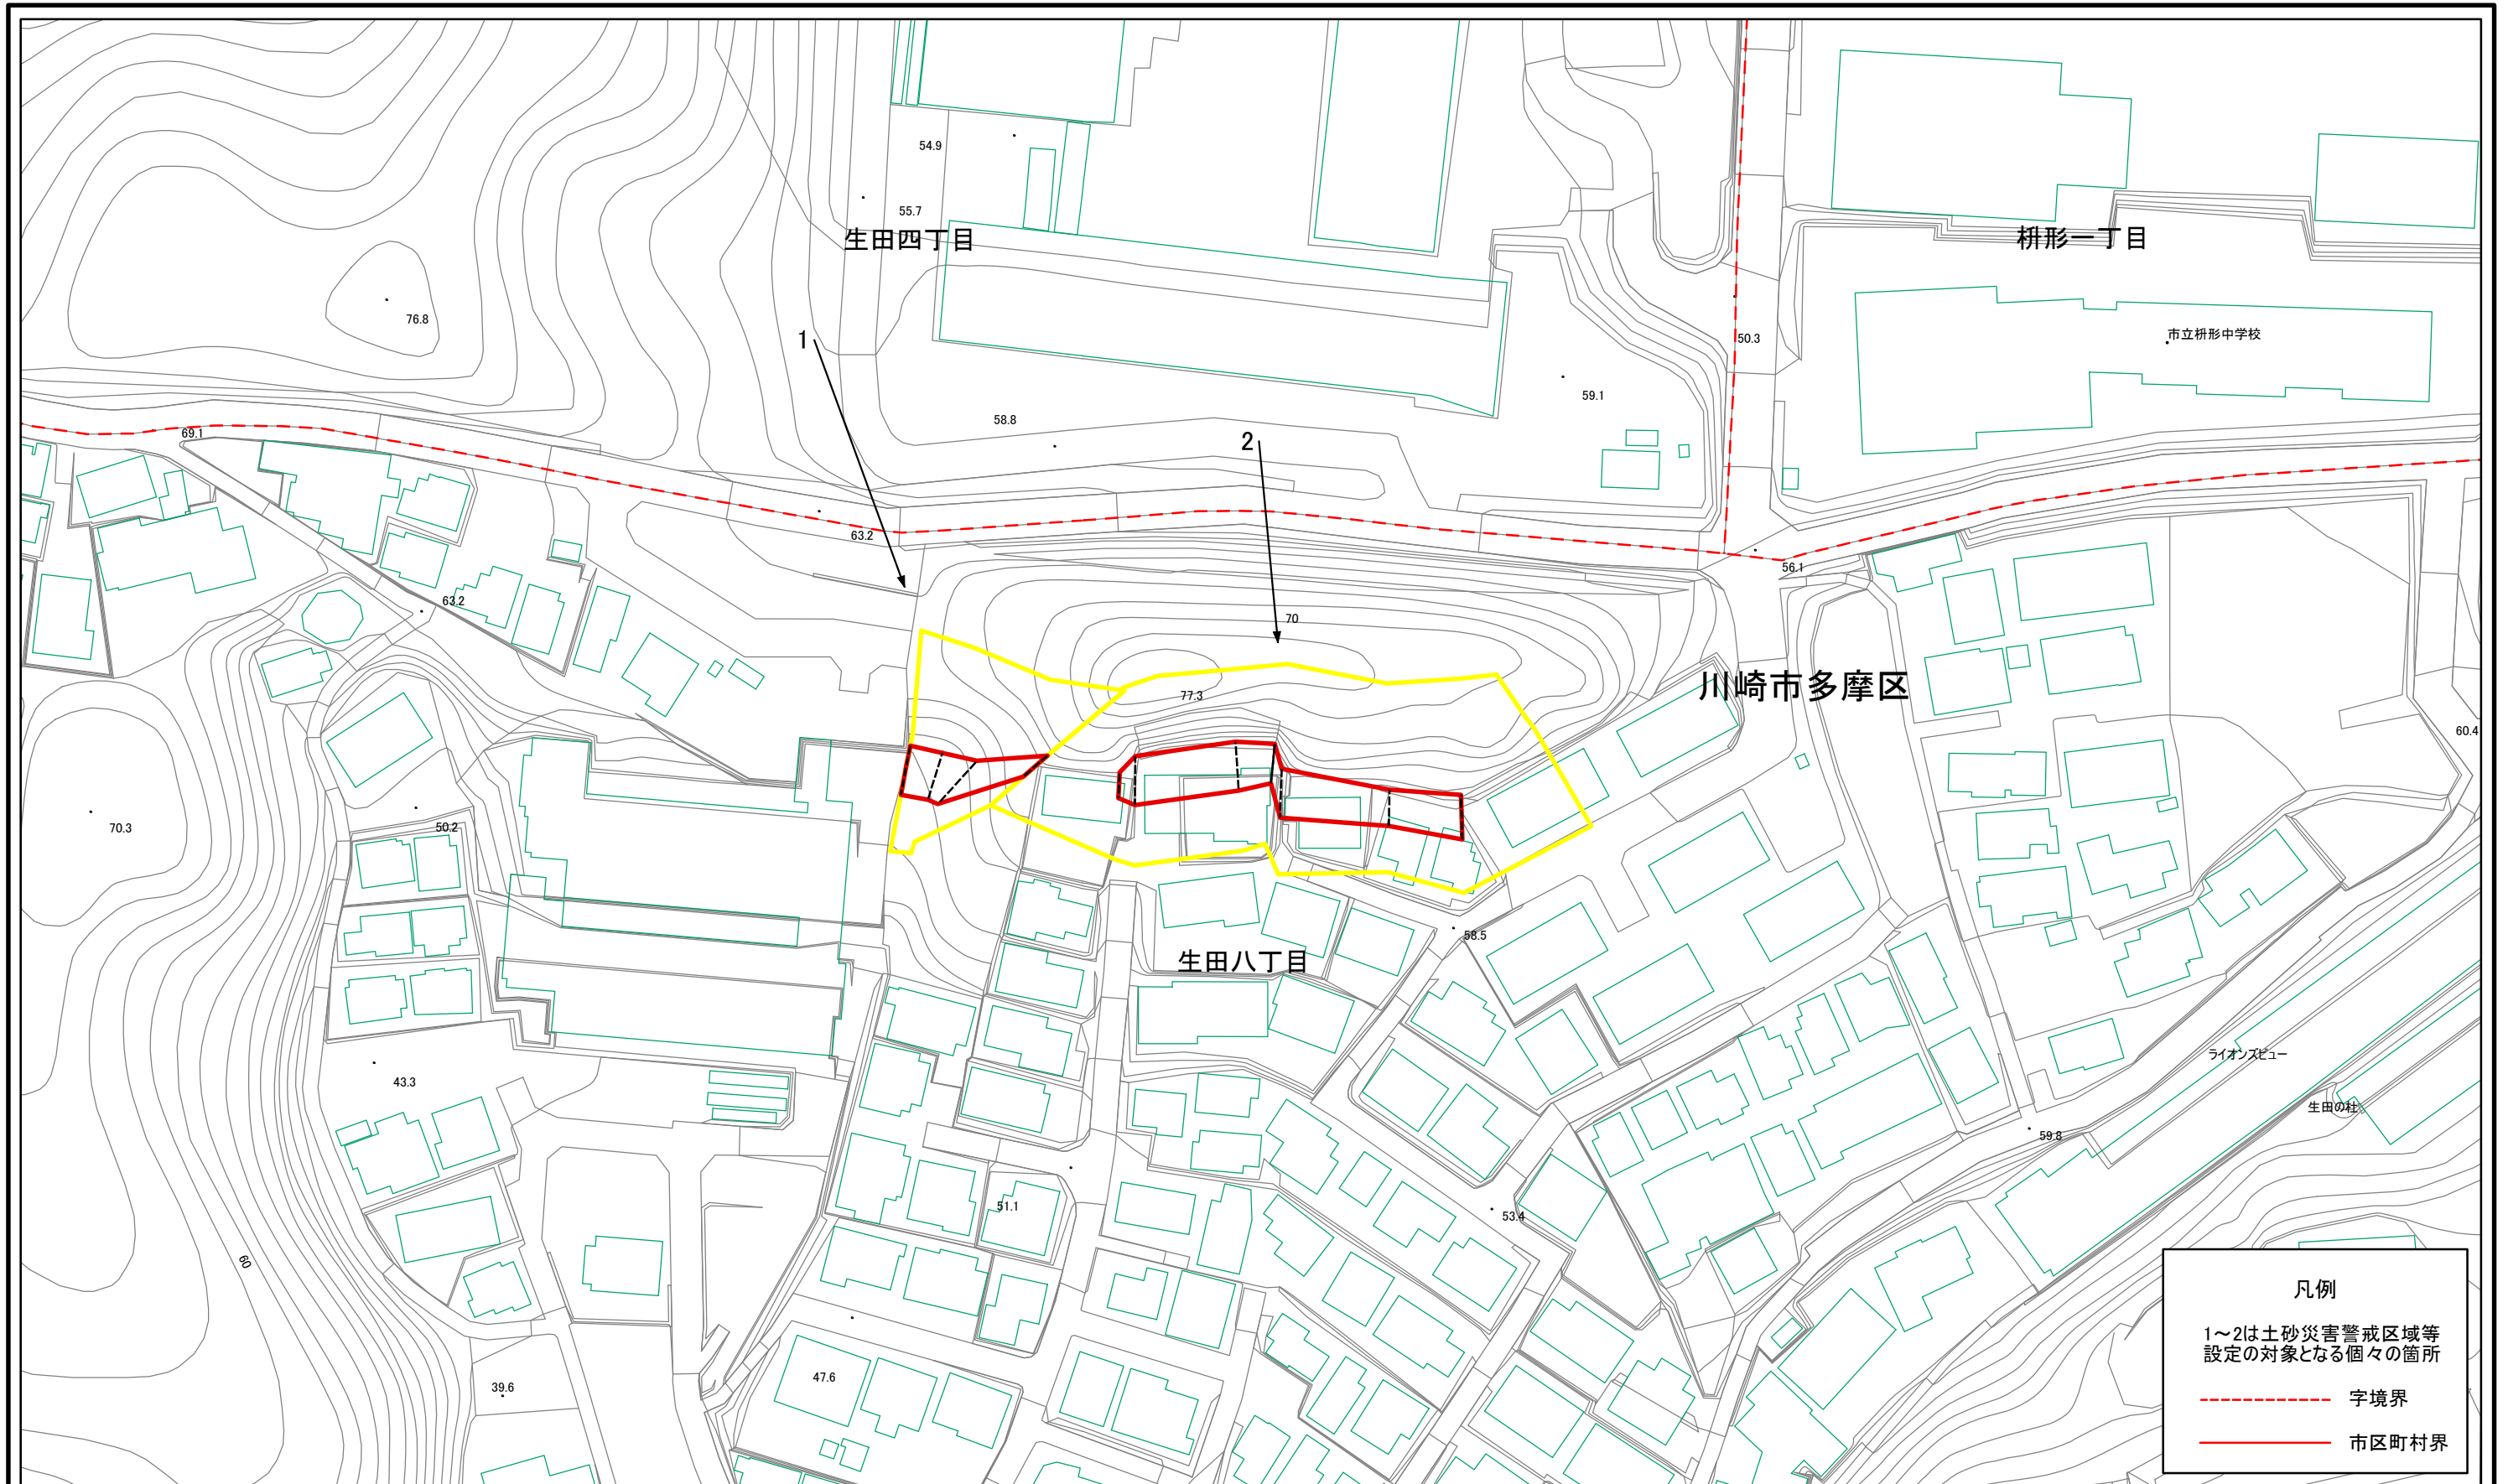 54.9
55.7
生田四丁目
枡形一丁目
76.8
1
50.3
市立枡形中学校
59.1
58.8
69.1
2
63.2
56.1
63.2
70
川崎市多摩区
77.3
60.4
70.3
50.2
58.5
生田八丁目
ライオンズビュー
43.3
生田の杜
59.8
51.1
53.4
60
凡例
1～2は土砂災害警戒区域等
設定の対象となる個々の箇所
47.6
39.6
字境界
市区町村界